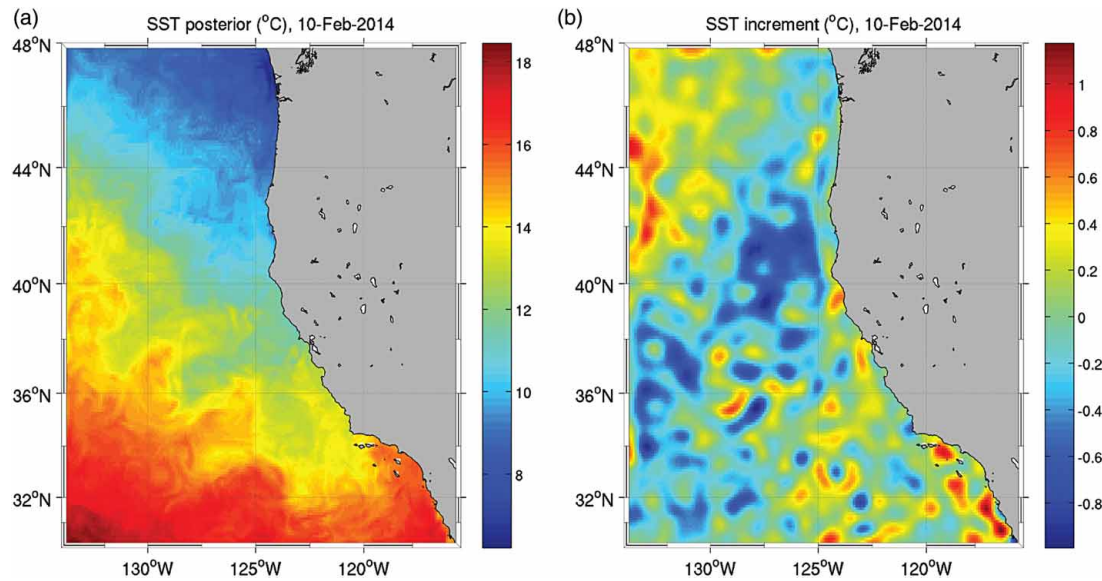 (a)
SST posterior (°C), 10-Feb-2014
48°N
44°N
40°N
36°N
32°N
130°W 125°W 120°W
18
16
14
12
10
8
(b)
SST increment (°C), 10-Feb-2014
48°N
44°N
40°N
36°N
32°N
130°W 125°W 120°W
1
0.8
0.6
0.4
0.2
0
-0.2
-0.4
-0.6
-0.8